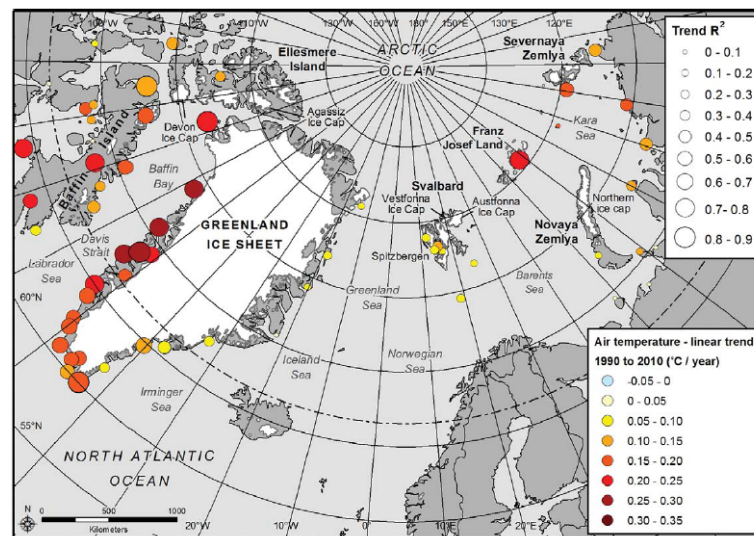 100°W
120°W
140°W
160°W
180°W
160°E
140°E
120°E
Ellesmere
Island
ARCTIC
OCEAN
Severnaya
Zemlya
Agassiz
Ice Cap
Devon
Ice Cap
Baffin Island
Baffin
Bay
Kara
Sea
Franz
Josef Land
Svalbard
Vestfonna
Ice Cap
Austfonna
Ice Cap
Northern
ice cap
Novaya
Zemlya
GREENLAND
ICE SHEET
Spitzbergen
Davis
Strait
Labrador
Sea
60°N
Barents
Sea
Greenland
Sea
Iceland
Sea
Norwegian
Sea
Irminger
Sea
55°N
NORTH ATLANTIC
OCEAN
N
0 500 1000
Kilometers
20°W
10°W
0°
10°E
20°E
Trend R²
0 - 0.1
0.1 - 0.2
0.2 - 0.3
0.3 - 0.4
0.4 - 0.5
0.5 - 0.6
0.6 - 0.7
0.7- 0.8
0.8 - 0.9
Air temperature - linear trend
1990 to 2010 (°C / year)
-0.05 - 0
0 - 0.05
0.05 - 0.10
0.10 - 0.15
0.15 - 0.20
0.20 - 0.25
0.25 - 0.30
0.30 - 0.35